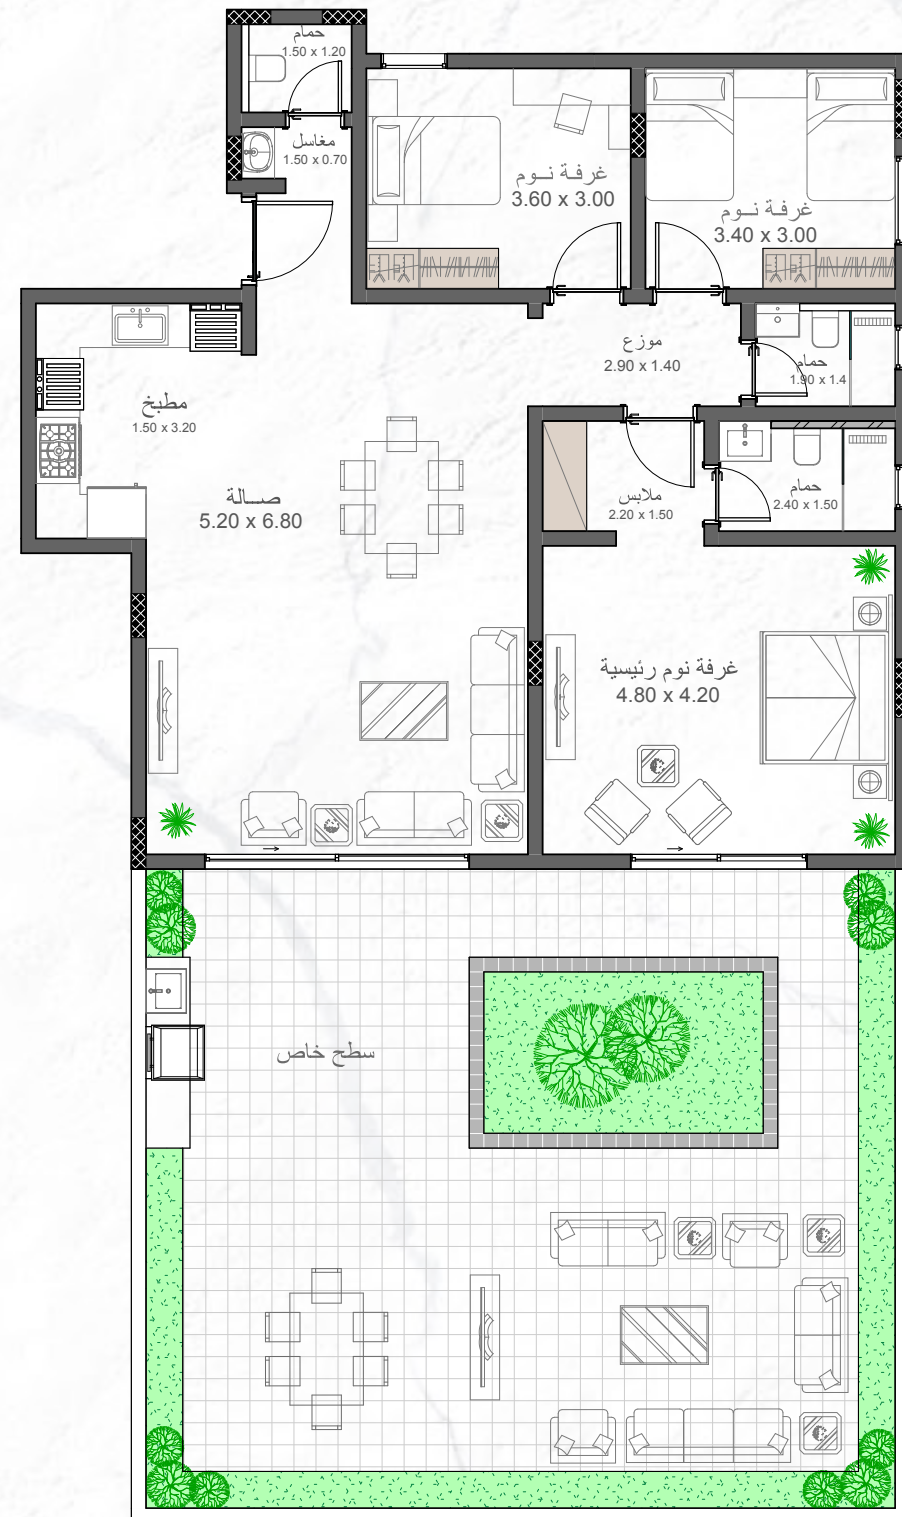 حمام
1.50 x 1.20
مغاسل
1.50 x 0.70
غرفة نــوم
3.60 x 3.00
غرفة نــوم
3.40 x 3.00
موزع
2.90 x 1.40
حمام
1.90 x 1.4
مطبخ
1.50 x 3.20
صـــالة
5.20 x 6.80
ملابس
2.20 x 1.50
حمام
2.40 x 1.50
غرفة نوم رئيسية
4.80 x 4.20
سطح خاص